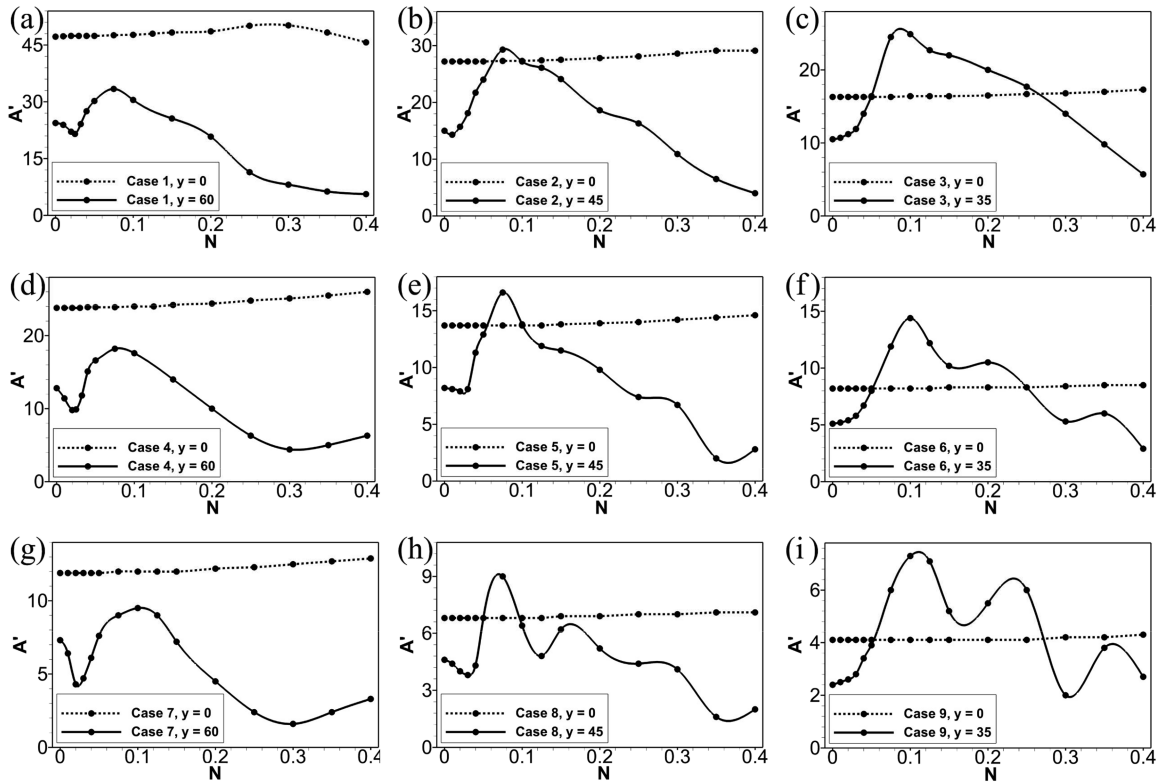 (a)
45
30
15
0
A'
Case 1, y = 0
Case 1, y = 60
0 0.1 0.2 0.3 0.4
N
(b)
30
20
10
0
A'
Case 2, y = 0
Case 2, y = 45
0 0.1 0.2 0.3 0.4
N
(c)
20
10
0
A'
Case 3, y = 0
Case 3, y = 35
0 0.1 0.2 0.3 0.4
N
(d)
20
10
0
A'
Case 4, y = 0
Case 4, y = 60
0 0.1 0.2 0.3 0.4
N
(e)
15
10
5
0
A'
Case 5, y = 0
Case 5, y = 45
0 0.1 0.2 0.3 0.4
N
(f)
15
10
5
0
A'
Case 6, y = 0
Case 6, y = 35
0 0.1 0.2 0.3 0.4
N
(g)
10
5
0
A'
Case 7, y = 0
Case 7, y = 60
0 0.1 0.2 0.3 0.4
N
(h)
9
6
3
0
A'
Case 8, y = 0
Case 8, y = 45
0 0.1 0.2 0.3 0.4
N
(i)
6
4
2
0
A'
Case 9, y = 0
Case 9, y = 35
0 0.1 0.2 0.3 0.4
N